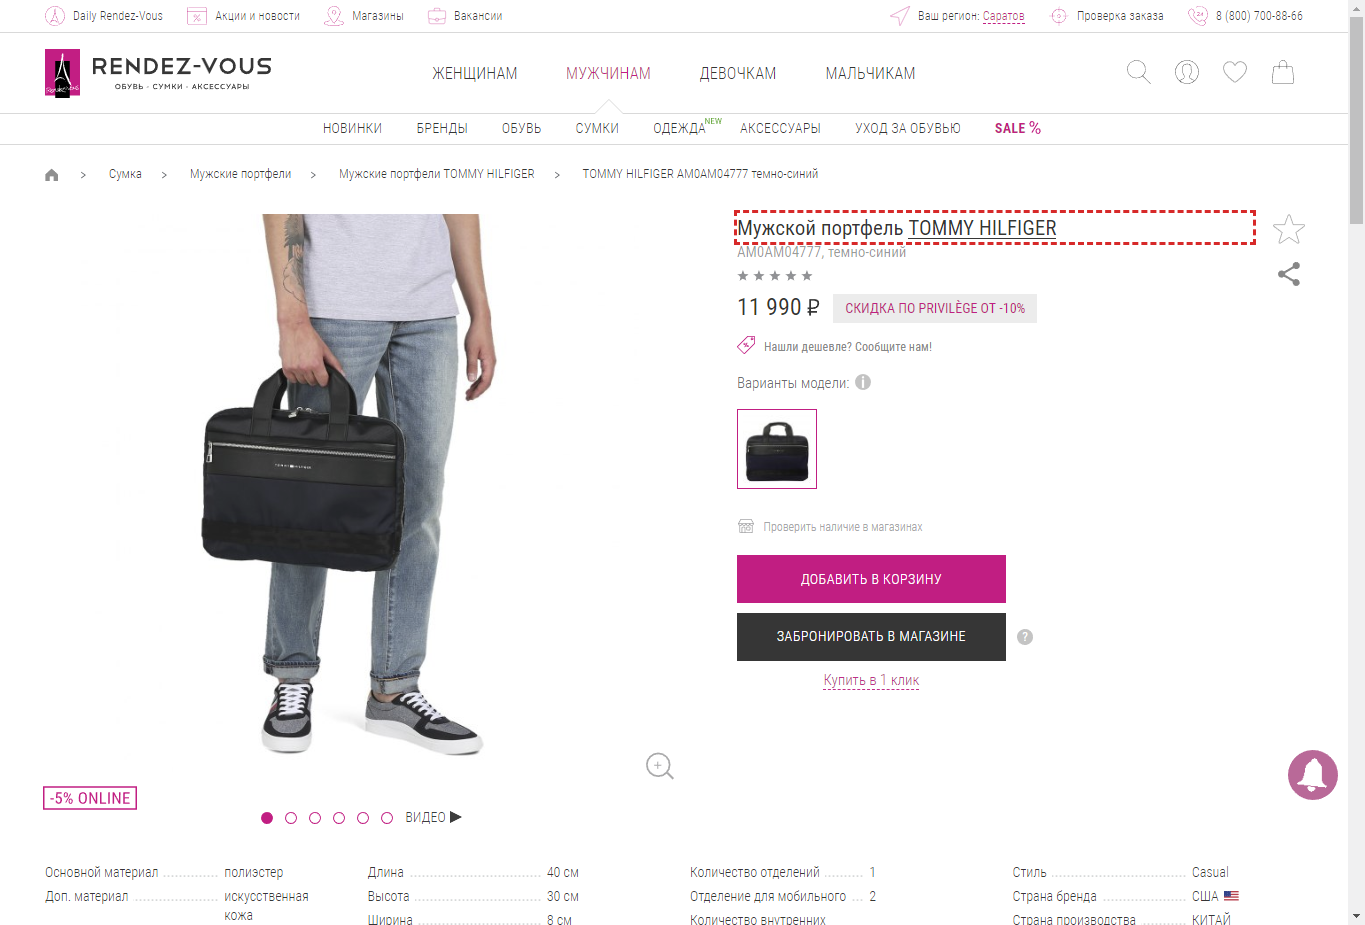 Daily Rendez-Vous
Акции и новости
Магазины
Вакансии
Ваш регион: Саратов
Проверка заказа
8 (800) 700-88-66
RENDEZ-VOUS
ОБУВЬ · СУМКИ · АКСЕССУАРЫ
ЖЕНЩИНАМ
МУЖЧИНАМ
ДЕВОЧКАМ
МАЛЬЧИКАМ
НОВИНКИ
БРЕНДЫ
ОБУВЬ
СУМКИ
ОДЕЖДА NEW
АКСЕССУАРЫ
УХОД ЗА ОБУВЬЮ
SALE %
Сумка
Мужские портфели
Мужские портфели TOMMY HILFIGER
TOMMY HILFIGER AM0AM04777 темно-синий
Мужской портфель TOMMY HILFIGER
AM0AM04777, темно-синий
11 990 ₽
СКИДКА ПО PRIVILÈGE ОТ -10%
Нашли дешевле? Сообщите нам!
Варианты модели:
Проверить наличие в магазинах
ДОБАВИТЬ В КОРЗИНУ
ЗАБРОНИРОВАТЬ В МАГАЗИНЕ
?
Купить в 1 клик
-5% ONLINE
ВИДЕО
Основной материал полиэстер
Доп. материал искусственная
кожа
Длина 40 см
Высота 30 см
Ширина 8 см
Количество отделений 1
Отделение для мобильного 2
Количество внутренних
Стиль Casual
Страна бренда США
Страна производства КИТАЙ